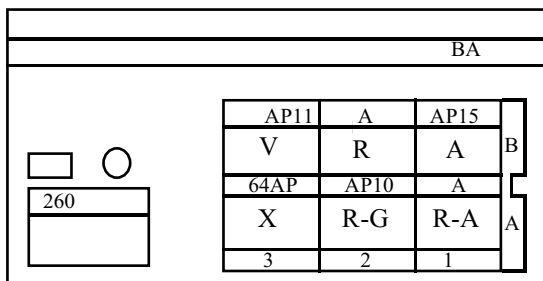 BA
AP11 A AP15
V R A B
64AP AP10 A
260
X R-G R-A A
3 2 1